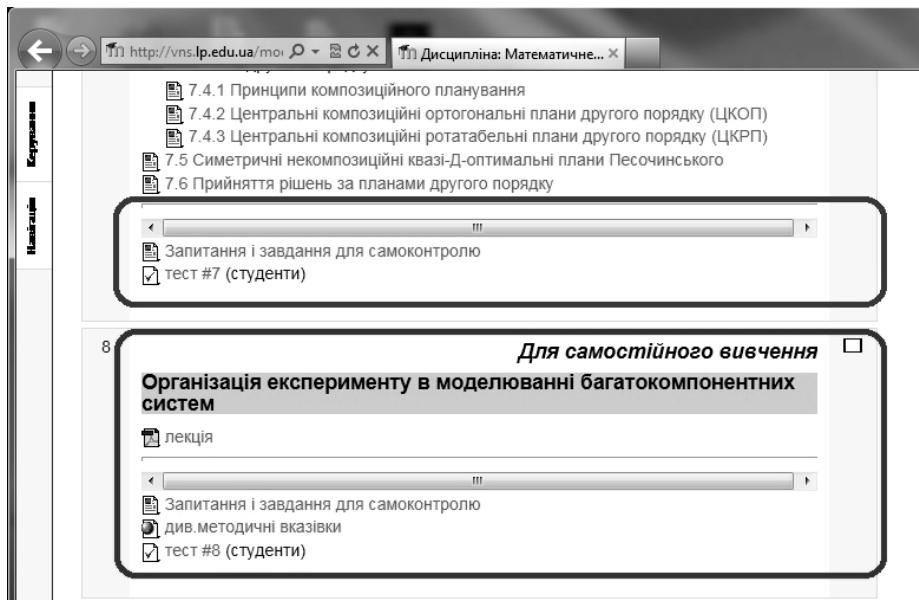 http://vns.lp.edu.ua/mo
Дисципліна: Математичне...
Керування
Навігація
7.4.1 Принципи композиційного планування
7.4.2 Центральні композиційні ортогональні плани другого порядку (ЦКОП)
7.4.3 Центральні композиційні ротатабельні плани другого порядку (ЦКРП)
7.5 Симетричні некомпозиційні квазі-Д-оптимальні плани Песочинського
7.6 Прийняття рішень за планами другого порядку
Запитання і завдання для самоконтролю
тест #7 (студенти)
8
Для самостійного вивчення
Організація експерименту в моделюванні багатокомпонентних
систем
лекція
Запитання і завдання для самоконтролю
див.методичні вказівки
тест #8 (студенти)